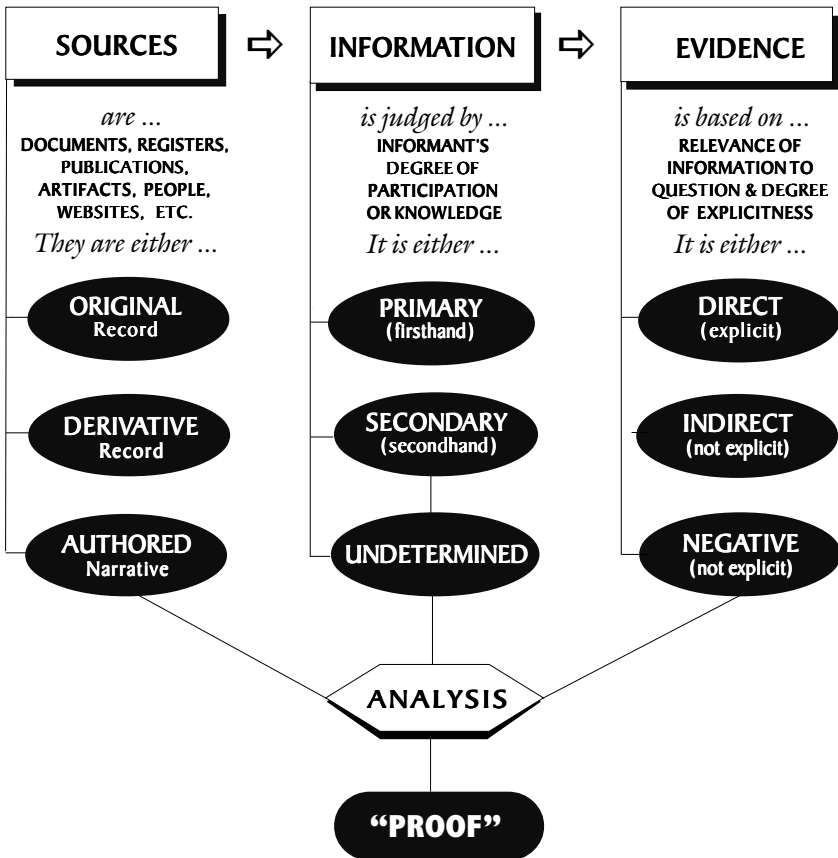 SOURCES
are ...
DOCUMENTS, REGISTERS,
PUBLICATIONS,
ARTIFACTS, PEOPLE,
WEBSITES, ETC.
They are either ...
ORIGINAL
Record
DERIVATIVE
Record
AUTHORED
Narrative
INFORMATION
is judged by ...
INFORMANT'S
DEGREE OF
PARTICIPATION
OR KNOWLEDGE
It is either ...
PRIMARY
(firsthand)
SECONDARY
(secondhand)
UNDETERMINED
EVIDENCE
is based on ...
RELEVANCE OF
INFORMATION TO
QUESTION & DEGREE
OF EXPLICITNESS
It is either ...
DIRECT
(explicit)
INDIRECT
(not explicit)
NEGATIVE
(not explicit)
ANALYSIS
“PROOF”